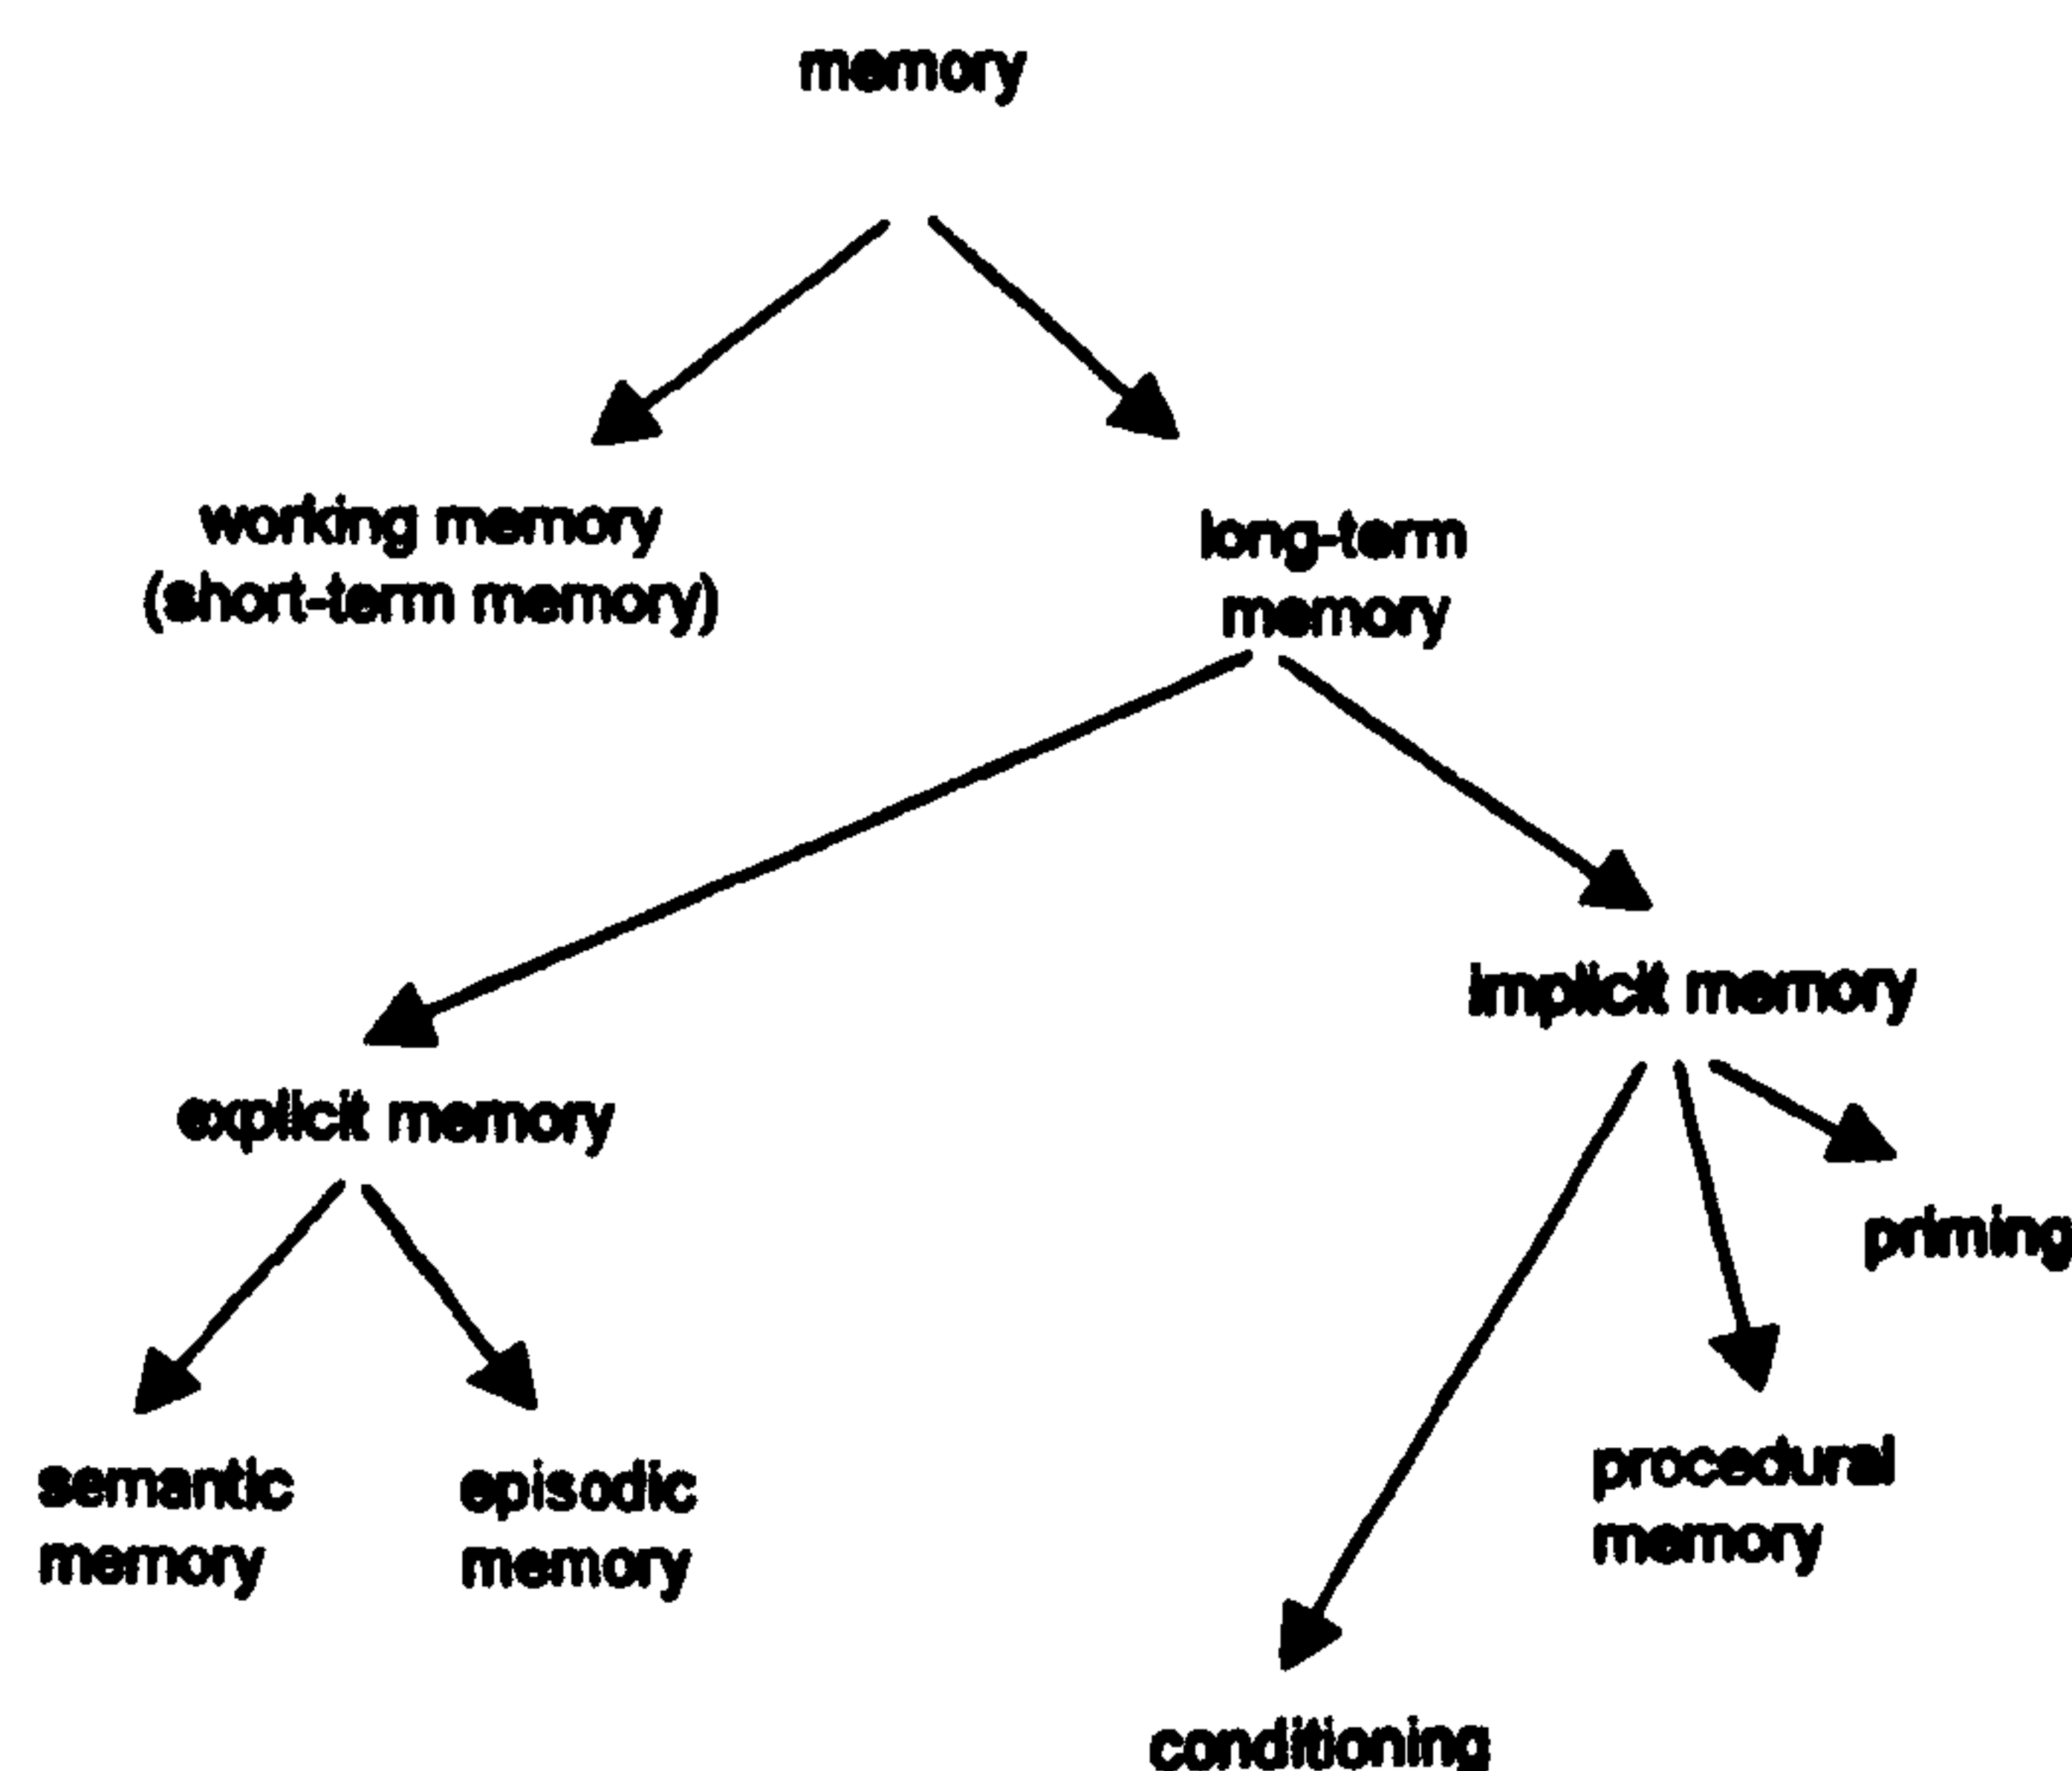 memory
working memory
(short-term memory)
long-term
memory
implicit memory
explicit memory
priming
semantic
memory
episodic
memory
procedural
memory
conditioning